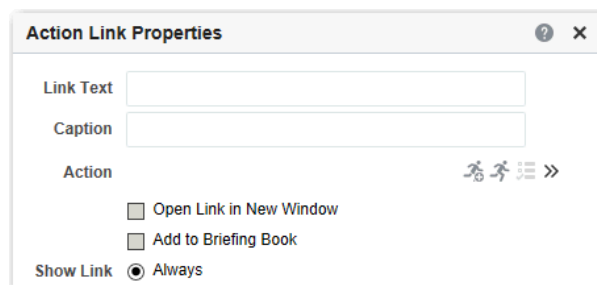 Action Link Properties
Link Text
Caption
Action
Open Link in New Window
Add to Briefing Book
Show Link Always